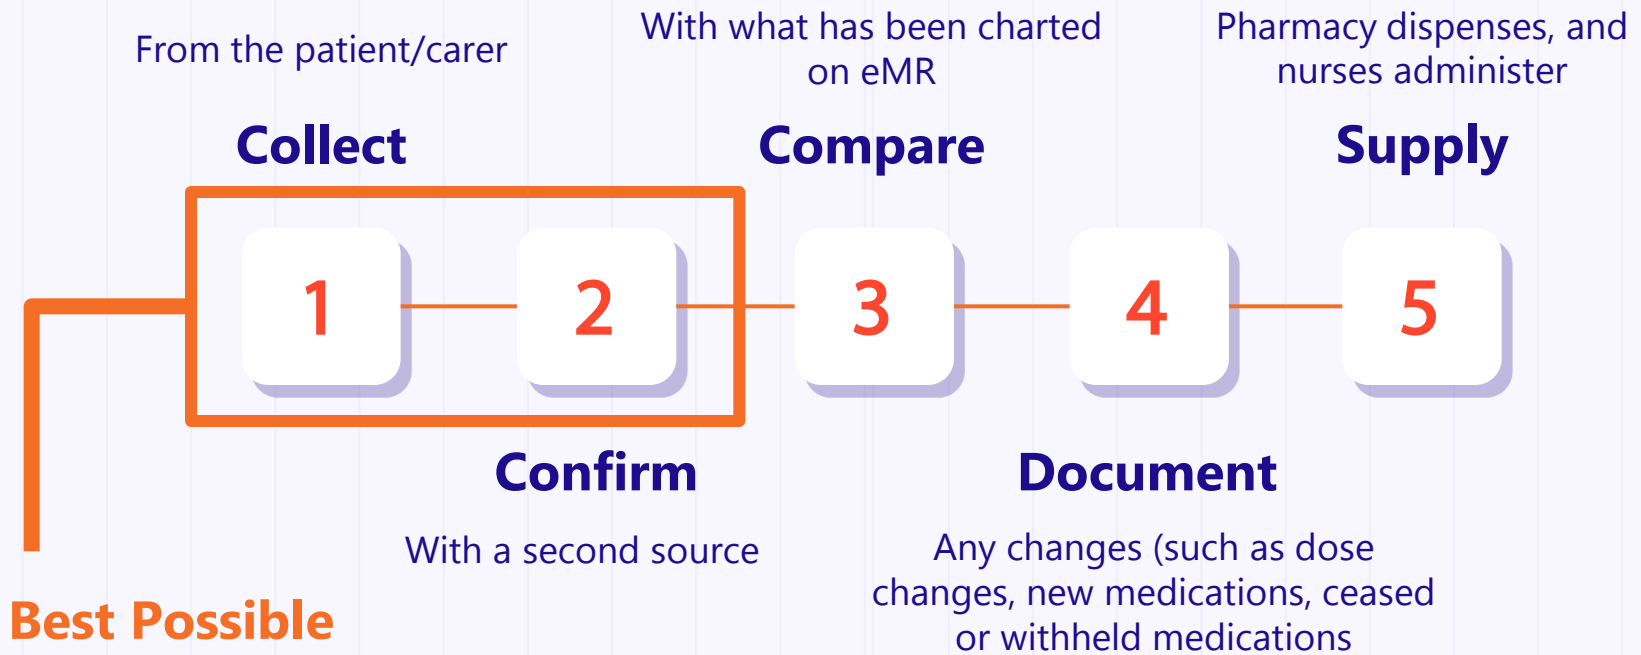 From the patient/carer
Collect
With what has been charted
on eMR
Compare
Pharmacy dispenses, and
nurses administer
Supply
1
2
3
4
5
Confirm
With a second source
Document
Any changes (such as dose
changes, new medications, ceased
or withheld medications
Best Possible